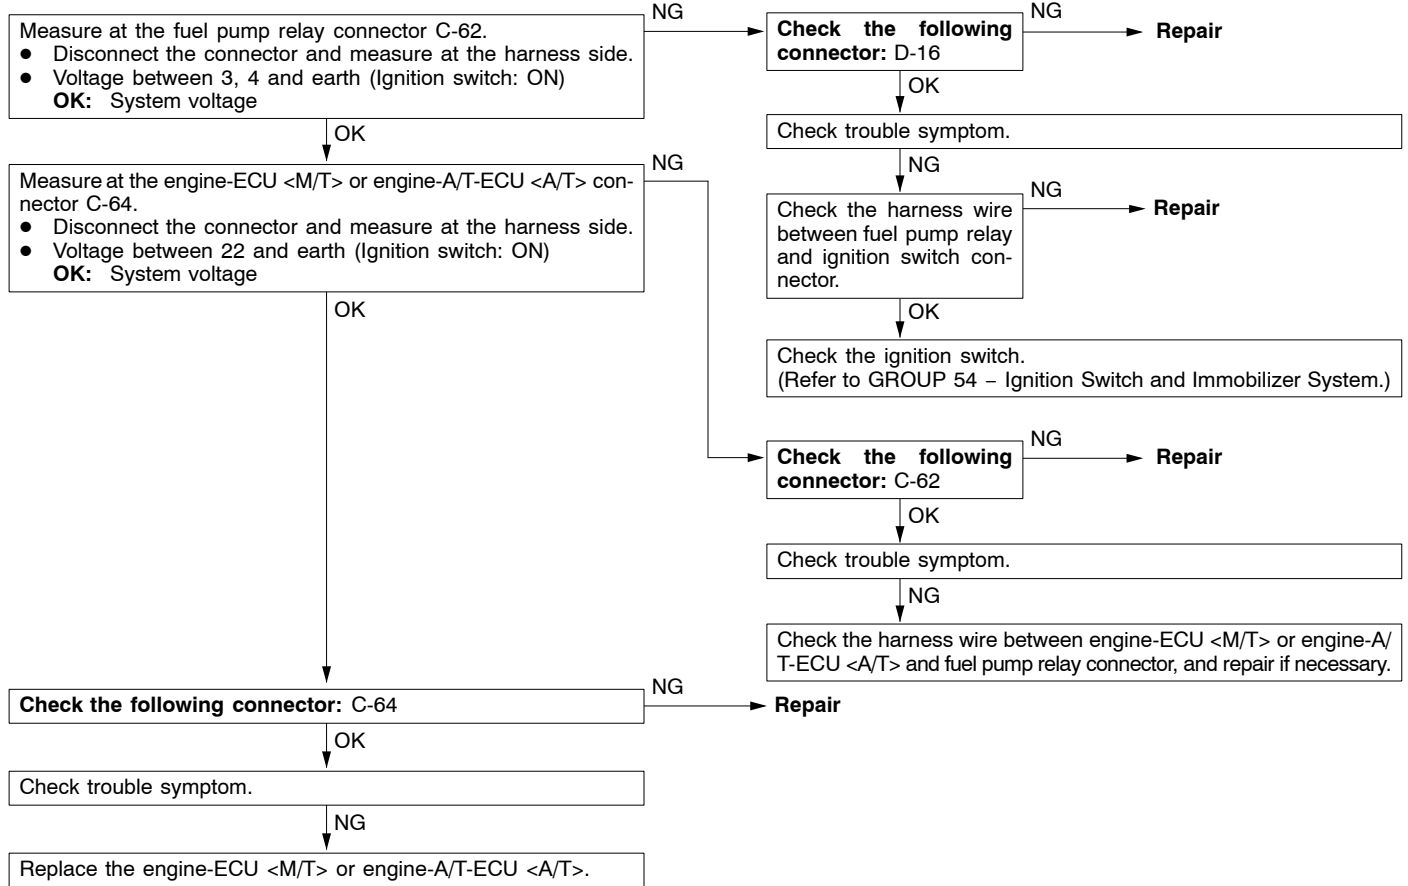 Measure at the fuel pump relay connector C-62.
● Disconnect the connector and measure at the harness side.
● Voltage between 3, 4 and earth (Ignition switch: ON)
OK: System voltage
NG
Check the following
connector: D-16
NG
Repair
OK
Check trouble symptom.
NG
Check the harness wire
between fuel pump relay
and ignition switch con-
nector.
NG
Repair
OK
Check the ignition switch.
(Refer to GROUP 54 – Ignition Switch and Immobilizer System.)
OK
Measure at the engine-ECU <M/T> or engine-A/T-ECU <A/T> con-
nector C-64.
● Disconnect the connector and measure at the harness side.
● Voltage between 22 and earth (Ignition switch: ON)
OK: System voltage
NG
Check the following
connector: C-62
NG
Repair
OK
Check trouble symptom.
NG
Check the harness wire between engine-ECU <M/T> or engine-A/
T-ECU <A/T> and fuel pump relay connector, and repair if necessary.
OK
Check the following connector: C-64
NG
Repair
OK
Check trouble symptom.
NG
Replace the engine-ECU <M/T> or engine-A/T-ECU <A/T>.